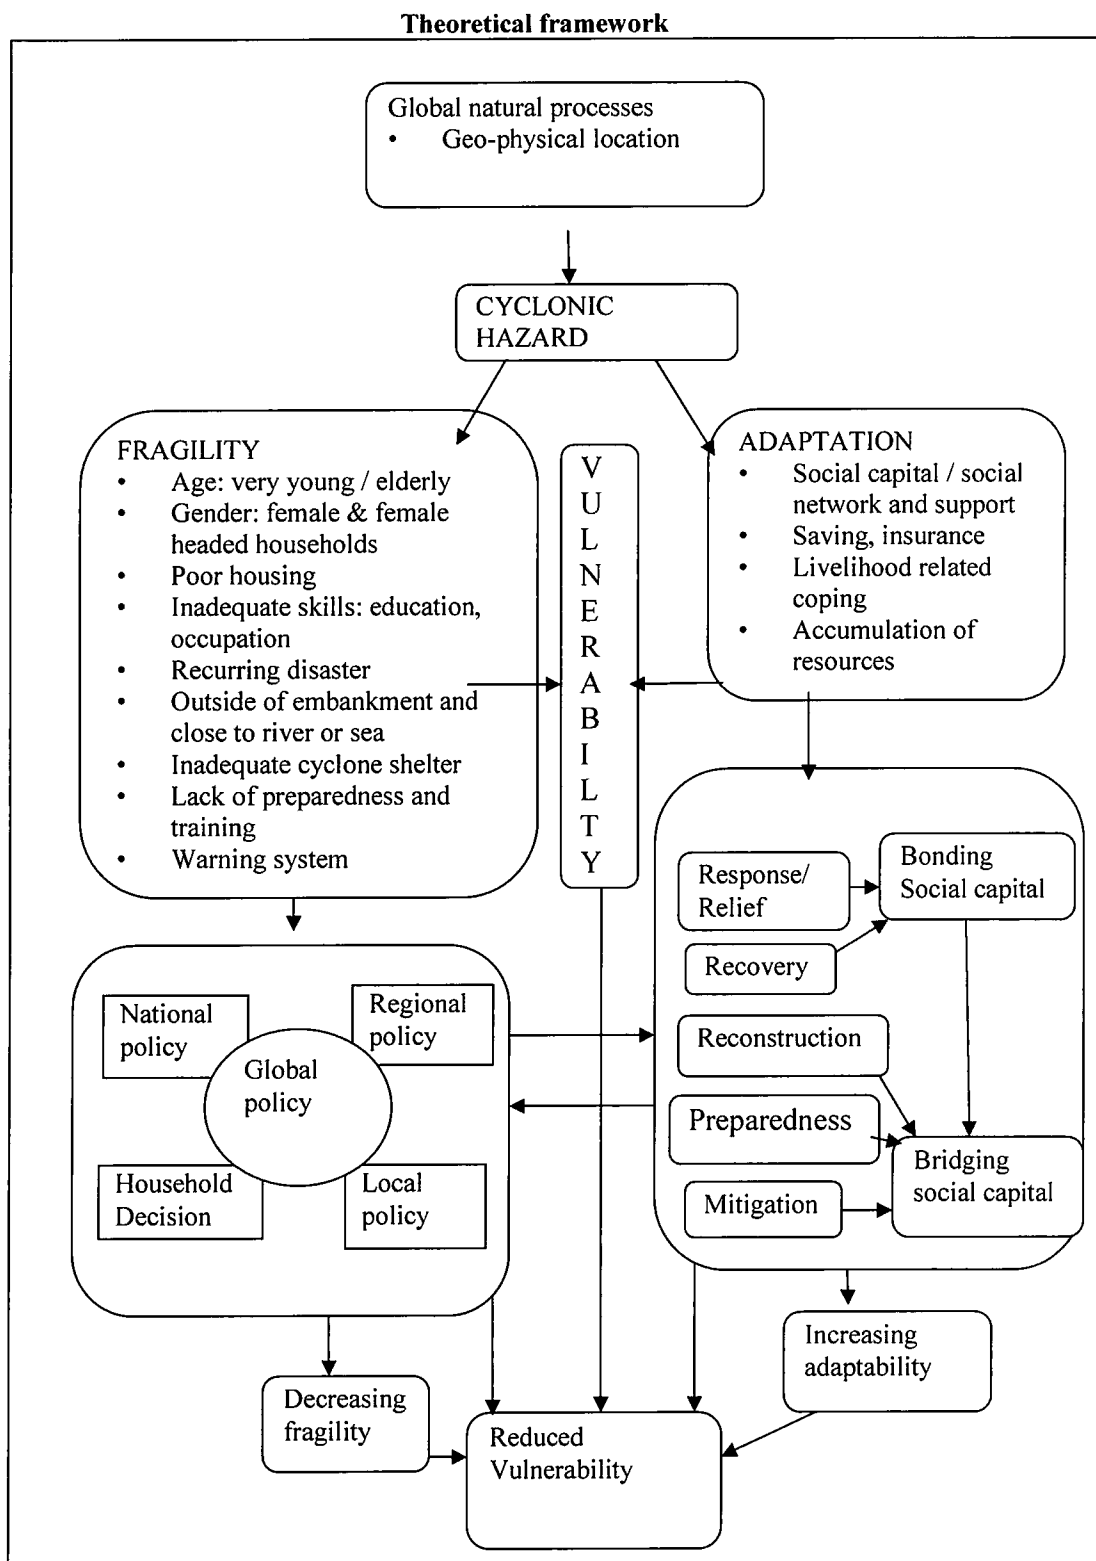 Theoretical framework
Global natural processes
• Geo-physical location
CYCLONIC
HAZARD
FRAGILITY
• Age: very young / elderly
• Gender: female & female
headed households
• Poor housing
• Inadequate skills: education,
occupation
• Recurring disaster
• Outside of embankment and
close to river or sea
• Inadequate cyclone shelter
• Lack of preparedness and
training
• Warning system
V
U
L
N
E
R
A
B
I
L
T
Y
ADAPTATION
• Social capital / social
network and support
• Saving, insurance
• Livelihood related
coping
• Accumulation of
resources
National
policy
Regional
policy
Global
policy
Household
Decision
Local
policy
Response/
Relief
Bonding
Social capital
Recovery
Reconstruction
Preparedness
Bridging
social capital
Mitigation
Decreasing
fragility
Reduced
Vulnerability
Increasing
adaptability